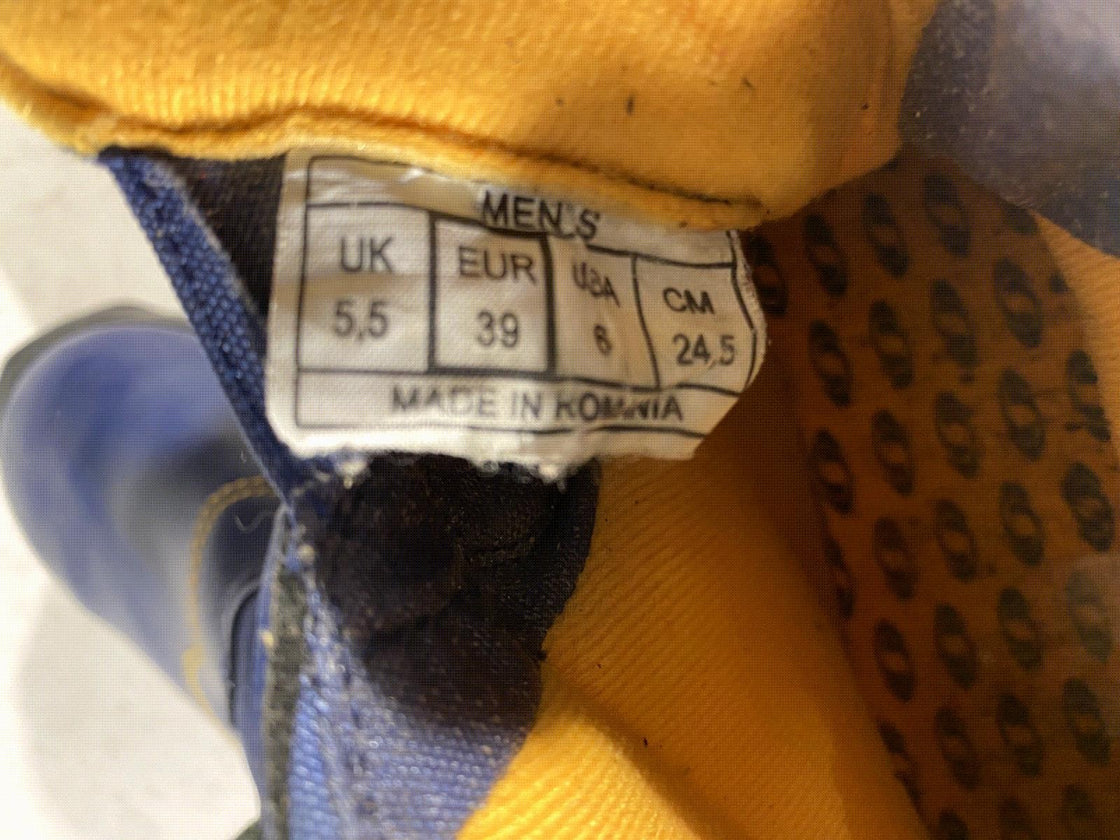 MEN'S
UK EUR USA CM
5,5 39 6 24,5
MADE IN ROMANIA